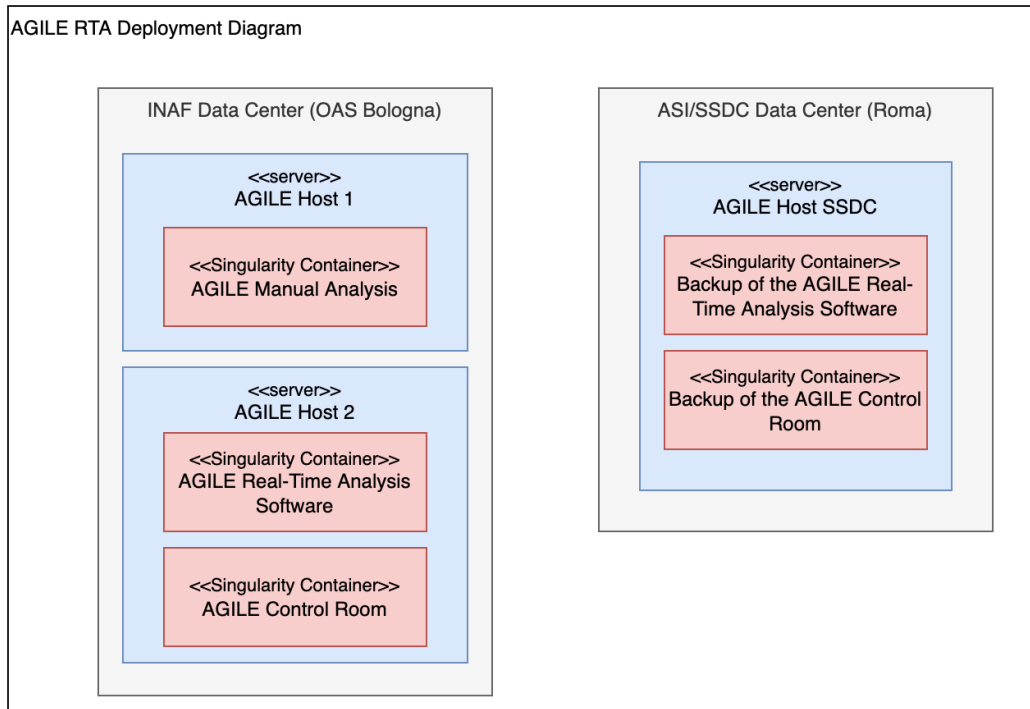 AGILE RTA Deployment Diagram
INAF Data Center (OAS Bologna)
<<server>>
AGILE Host 1
<<Singularity Container>>
AGILE Manual Analysis
<<server>>
AGILE Host 2
<<Singularity Container>>
AGILE Real-Time Analysis
Software
<<Singularity Container>>
AGILE Control Room
ASI/SSDC Data Center (Roma)
<<server>>
AGILE Host SSDC
<<Singularity Container>>
Backup of the AGILE Real-
Time Analysis Software
<<Singularity Container>>
Backup of the AGILE Control
Room